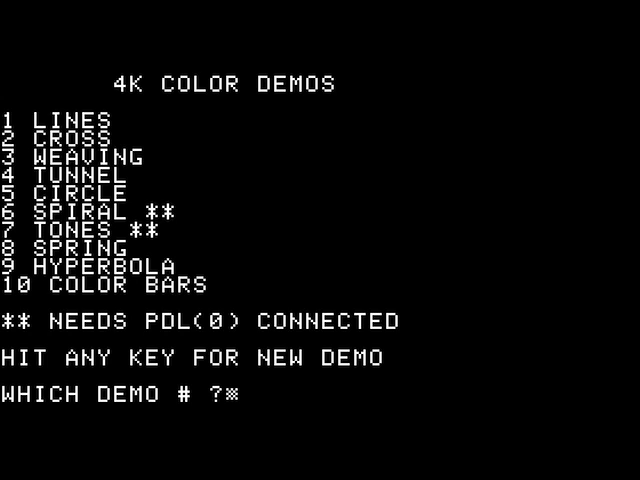 4K COLOR DEMOS
1 LINES
2 CROSS
3 WEAVING
4 TUNNEL
5 CIRCLE
6 SPIRAL **
7 TONES **
8 SPRING
9 HYPERBOLA
10 COLOR BARS
** NEEDS PDL(0) CONNECTED
HIT ANY KEY FOR NEW DEMO
WHICH DEMO # ?